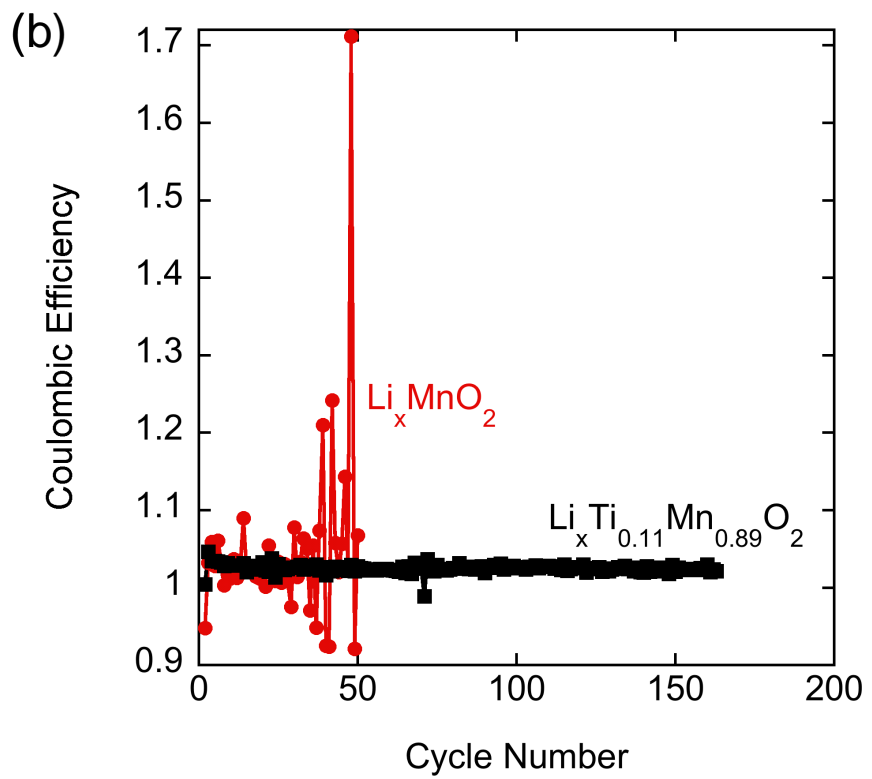 (b)
1.7
1.6
1.5
1.4
1.3
1.2
1.1
1
0.9
Coulombic Efficiency
LiₓMnO₂
LiₓTi₀.₁₁Mn₀.₈₉O₂
0 50 100 150 200
Cycle Number